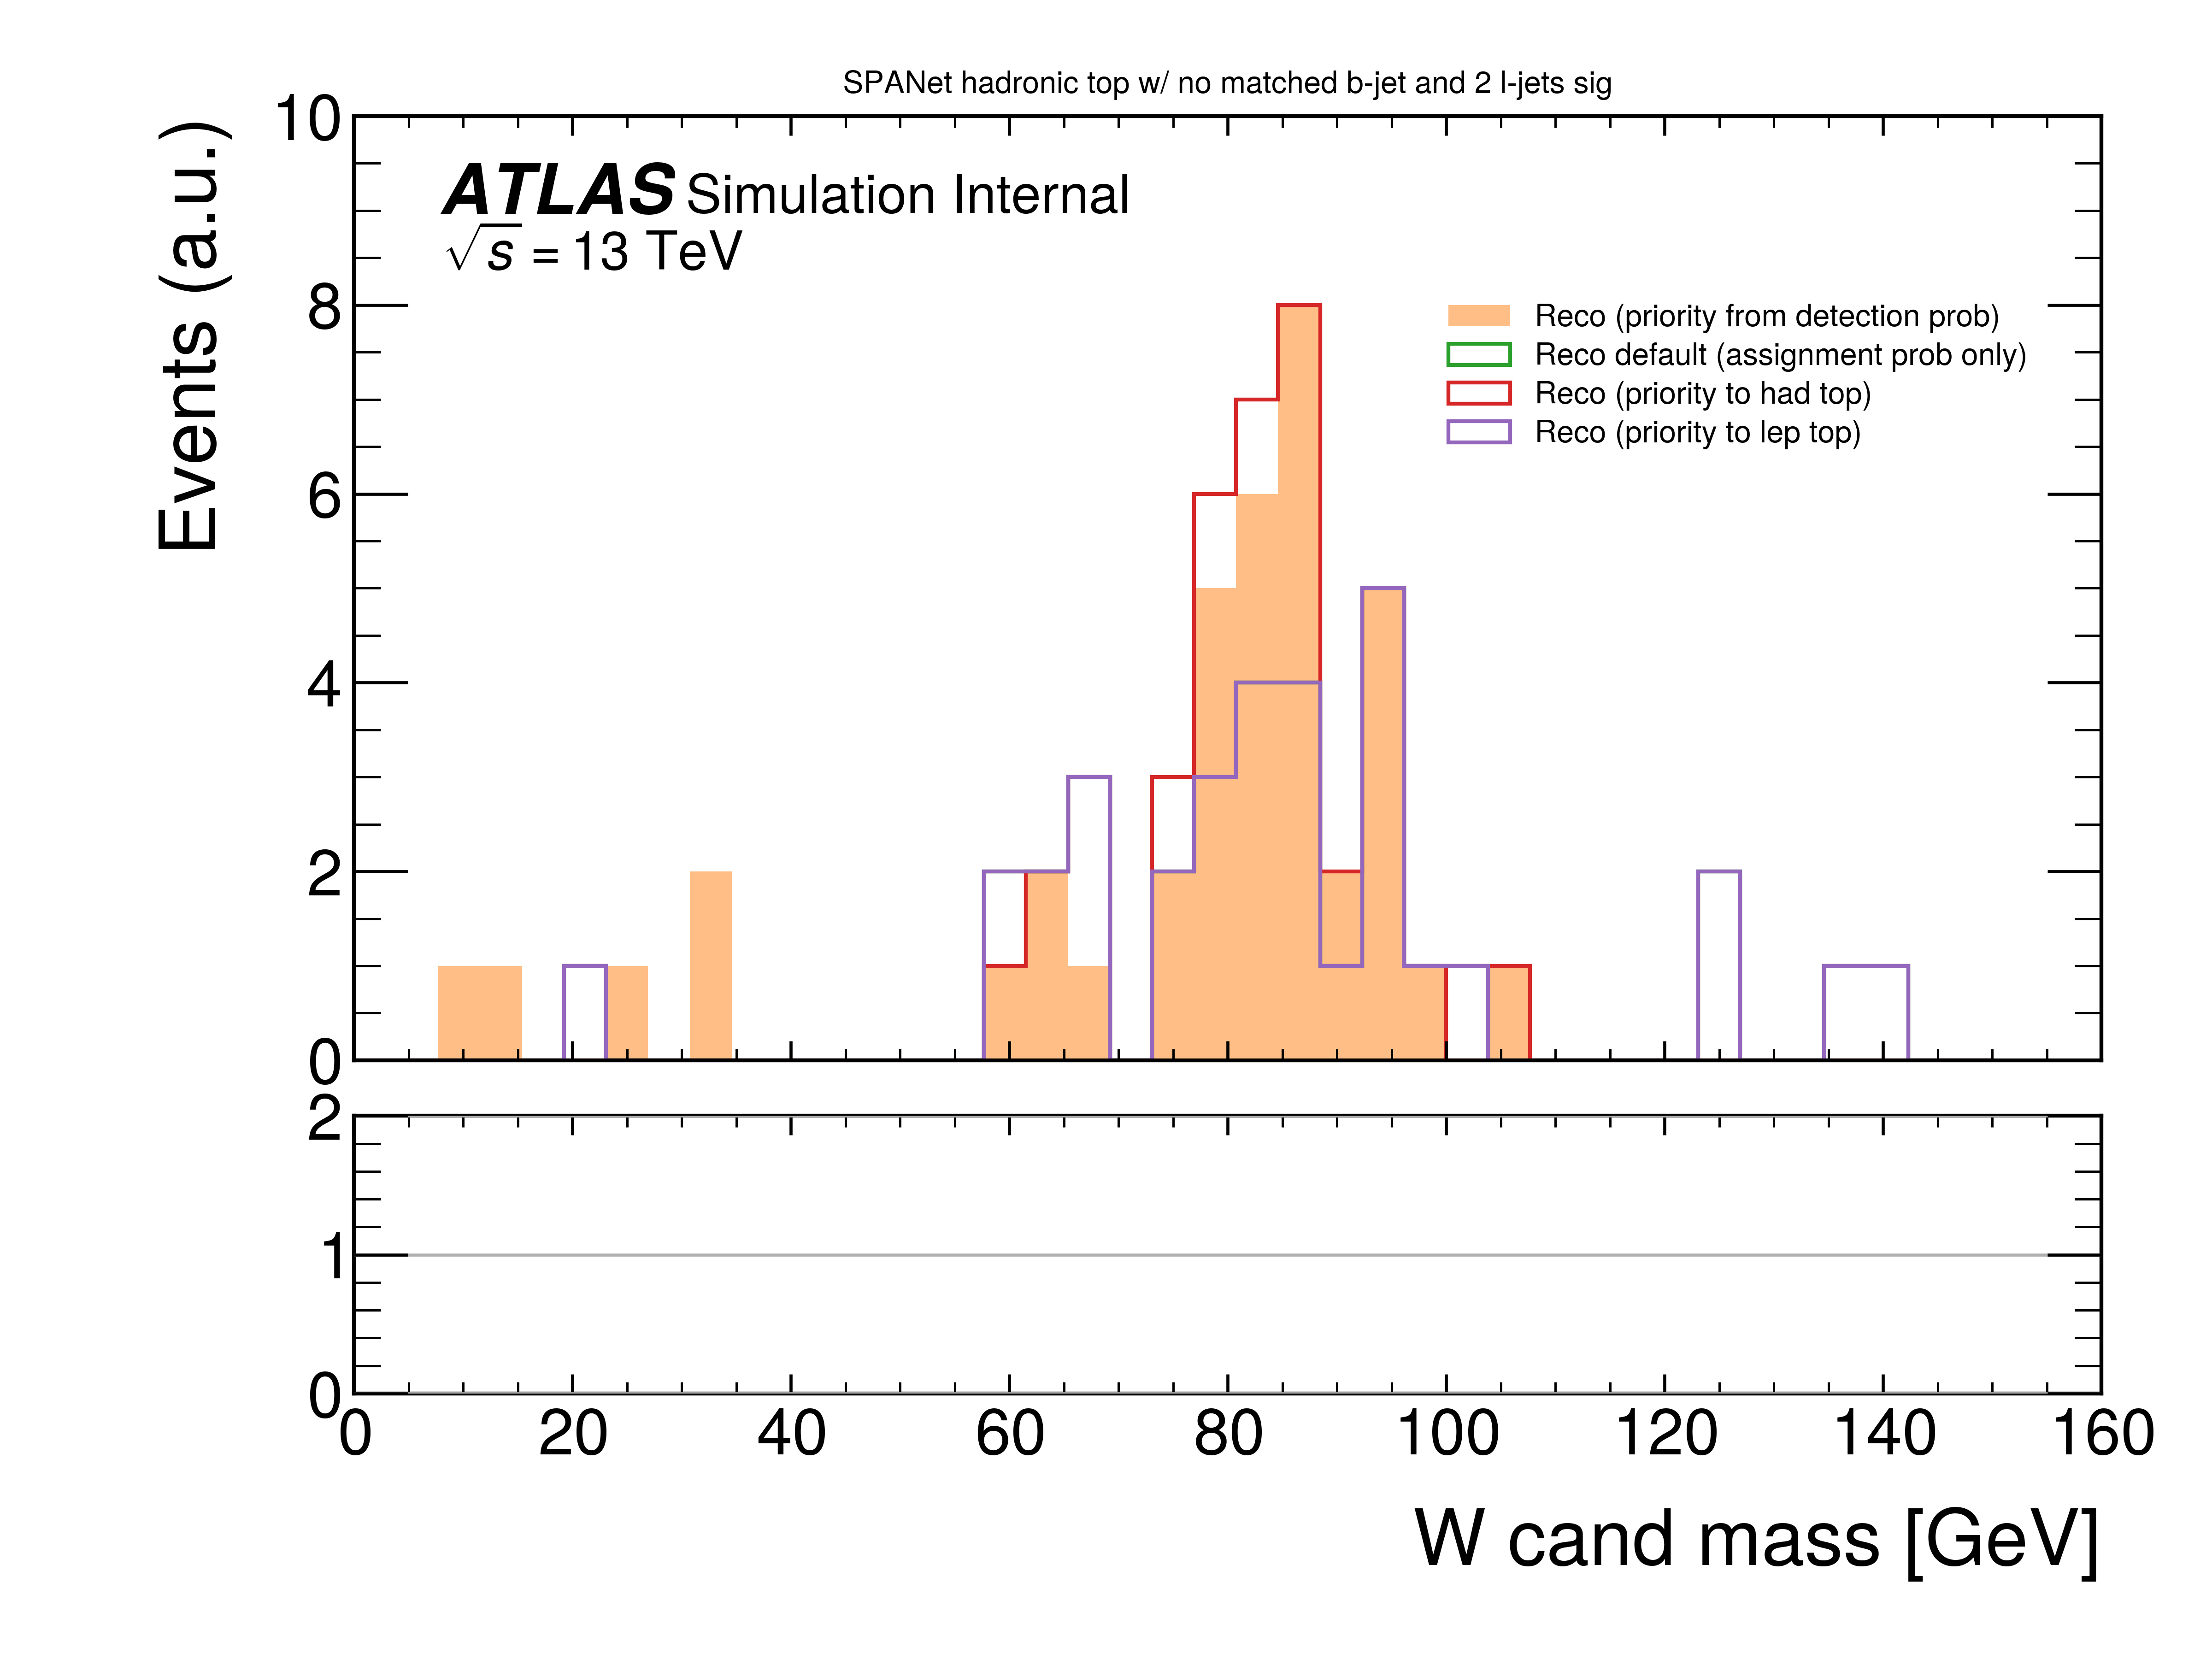 SPANet hadronic top w/ no matched b-jet and 2 l-jets sig
Events (a.u.)
10
8
6
4
2
0
ATLAS Simulation Internal
√s = 13 TeV
Reco (priority from detection prob)
Reco default (assignment prob only)
Reco (priority to had top)
Reco (priority to lep top)
2
1
0
0 20 40 60 80 100 120 140 160
W cand mass [GeV]